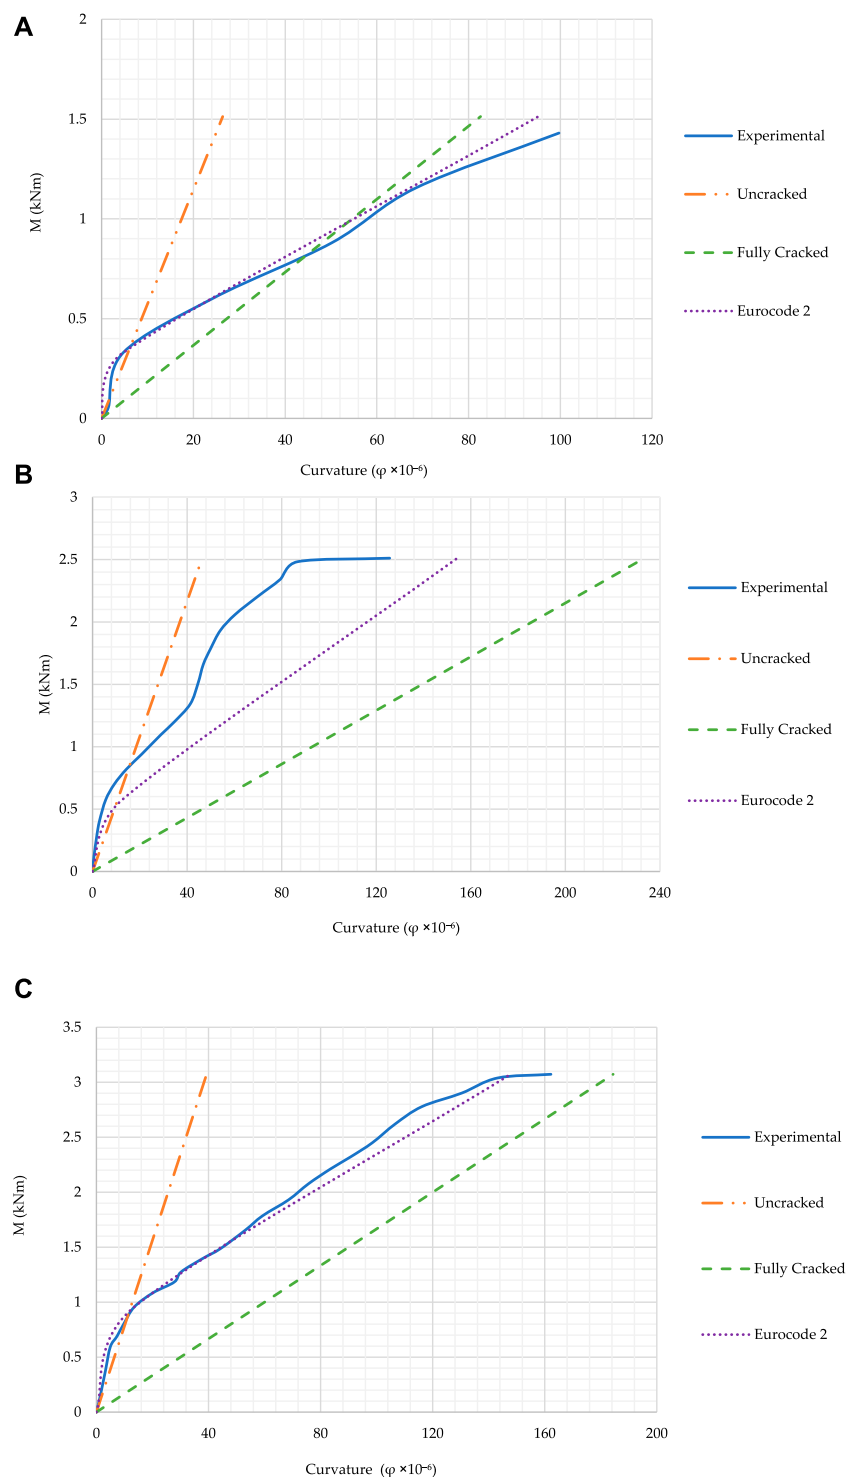 A
2
1.5
1
0.5
0
M (kNm)
0 20 40 60 80 100 120
Curvature (φ ×10⁻⁶)
Experimental
Uncracked
Fully Cracked
Eurocode 2
B
3
2.5
2
1.5
1
0.5
0
M (kNm)
0 40 80 120 160 200 240
Curvature (φ ×10⁻⁶)
Experimental
Uncracked
Fully Cracked
Eurocode 2
C
3.5
3
2.5
2
1.5
1
0.5
0
M (kNm)
0 40 80 120 160 200
Curvature (φ ×10⁻⁶)
Experimental
Uncracked
Fully Cracked
Eurocode 2